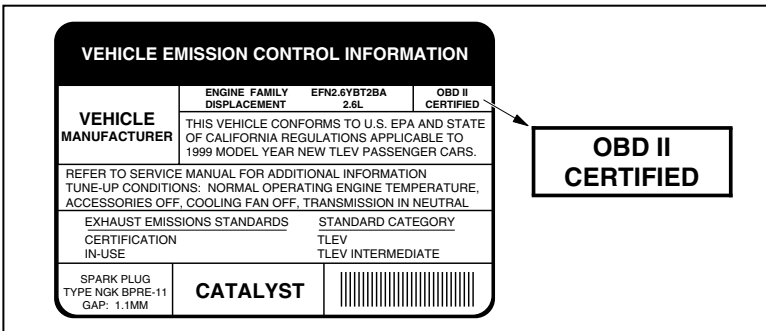 VEHICLE EMISSION CONTROL INFORMATION
VEHICLE
MANUFACTURER
ENGINE FAMILY EFN2.6YBT2BA
DISPLACEMENT 2.6L
OBD II
CERTIFIED
THIS VEHICLE CONFORMS TO U.S. EPA AND STATE
OF CALIFORNIA REGULATIONS APPLICABLE TO
1999 MODEL YEAR NEW TLEV PASSENGER CARS.
REFER TO SERVICE MANUAL FOR ADDITIONAL INFORMATION
TUNE-UP CONDITIONS: NORMAL OPERATING ENGINE TEMPERATURE,
ACCESSORIES OFF, COOLING FAN OFF, TRANSMISSION IN NEUTRAL
EXHAUST EMISSIONS STANDARDS STANDARD CATEGORY
CERTIFICATION TLEV
IN-USE TLEV INTERMEDIATE
SPARK PLUG
TYPE NGK BPRE-11
GAP: 1.1MM
CATALYST
OBD II
CERTIFIED